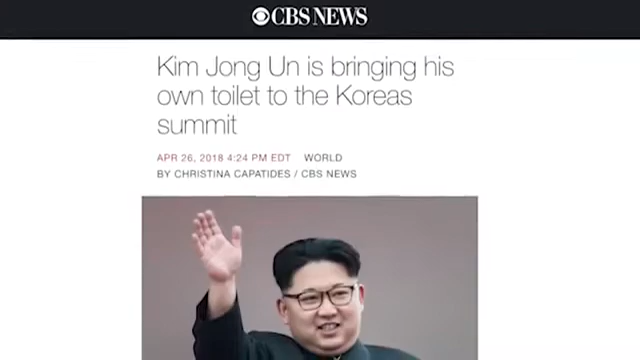 CBS NEWS
Kim Jong Un is bringing his
own toilet to the Koreas
summit
APR 26, 2018 4:24 PM EDT WORLD
BY CHRISTINA CAPATIDES / CBS NEWS